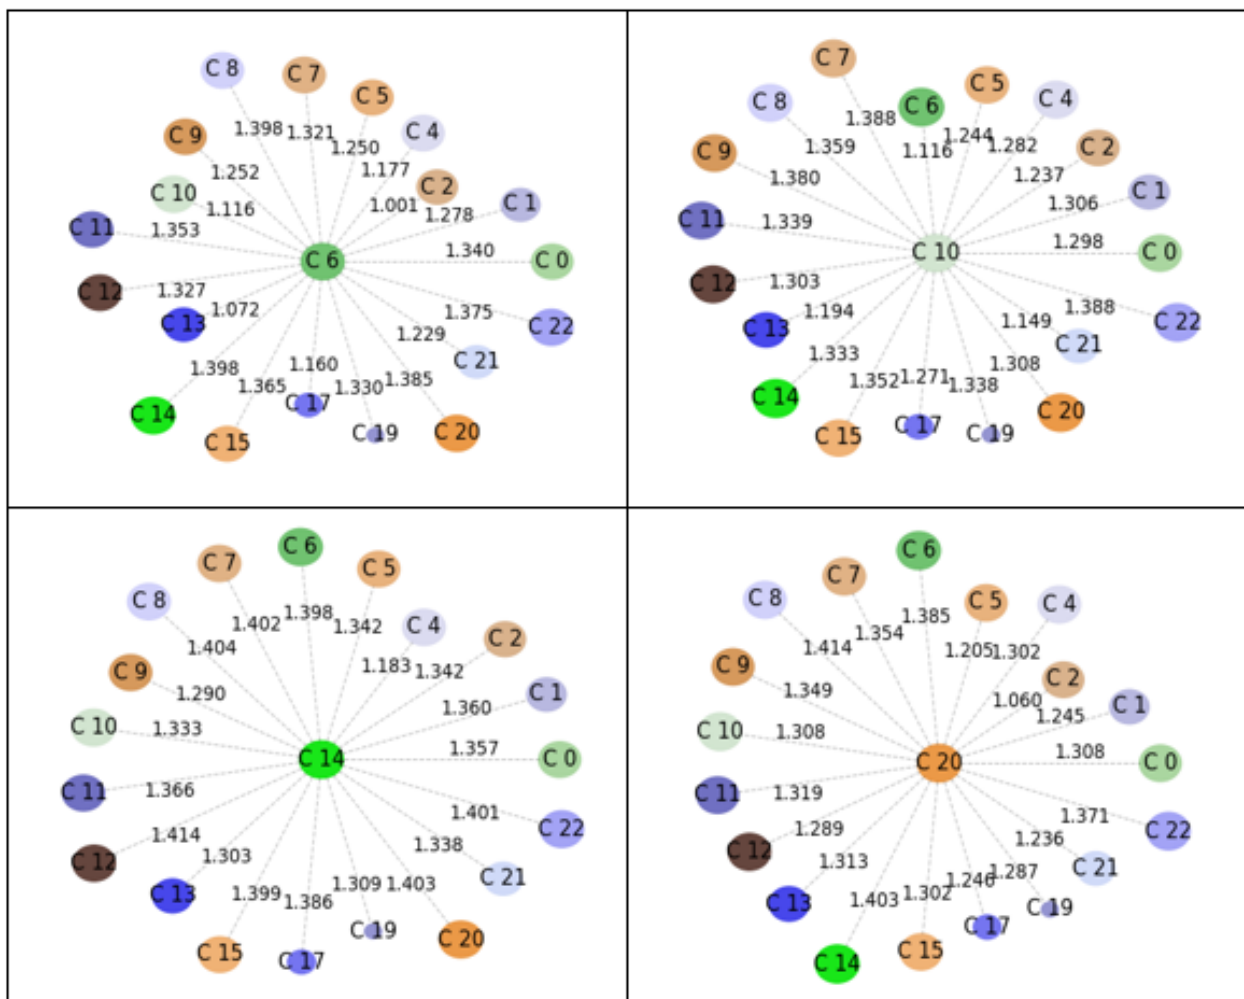 C 8
C 7
C 5
C 4
C 9
C 10
C 2
C 1
C 11
C 6
C 0
C 12
C 13
C 22
C 21
C 14
C 15
C 17
C 19
C 20
1.398
1.321
1.250
1.177
1.252
1.001
1.116
1.278
1.353
1.340
1.327
1.072
1.375
1.229
1.398
1.365
1.160
1.330
1.385
C 7
C 8
C 6
C 5
C 4
C 9
C 2
C 1
C 11
C 10
C 0
C 12
C 13
C 22
C 21
C 14
C 15
C 17
C 19
C 20
1.388
1.359
1.116
1.244
1.282
1.380
1.237
1.339
1.306
1.298
1.303
1.194
1.388
1.149
1.333
1.352
1.271
1.338
1.308
C 6
C 7
C 5
C 8
C 4
C 2
C 9
C 1
C 10
C 14
C 0
C 11
C 12
C 22
C 13
C 21
C 15
C 17
C 19
C 20
1.404
1.402
1.398
1.342
1.183
1.342
1.290
1.360
1.333
1.357
1.366
1.414
1.401
1.303
1.338
1.399
1.386
1.309
1.403
C 6
C 7
C 8
C 5
C 4
C 9
C 2
C 1
C 10
C 20
C 0
C 11
C 12
C 22
C 21
C 13
C 14
C 15
C 17
C 19
1.414
1.354
1.385
1.205
1.302
1.349
1.060
1.308
1.245
1.308
1.319
1.289
1.371
1.313
1.236
1.403
1.302
1.246
1.287